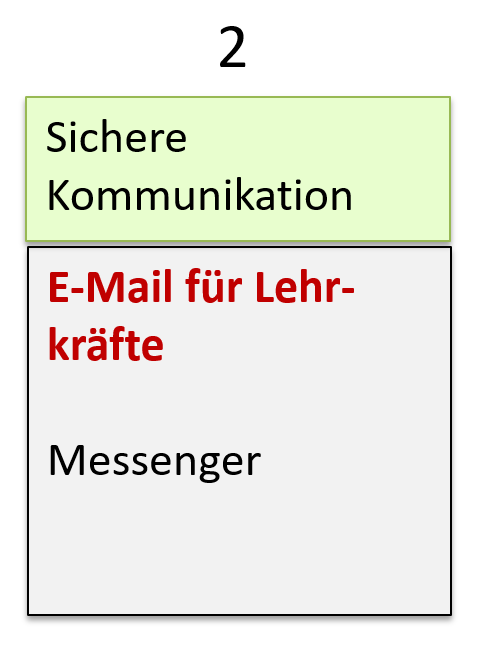 2
Sichere
Kommunikation
E-Mail für Lehr-
kräfte
Messenger